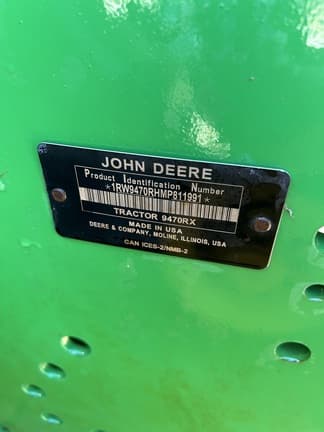 JOHN DEERE
Product Identification Number
*1RW9470RHMP811991*
TRACTOR 9470RX
MADE IN USA
DEERE & COMPANY, MOLINE, ILLINOIS, USA
CAN ICES-2/NMB-2